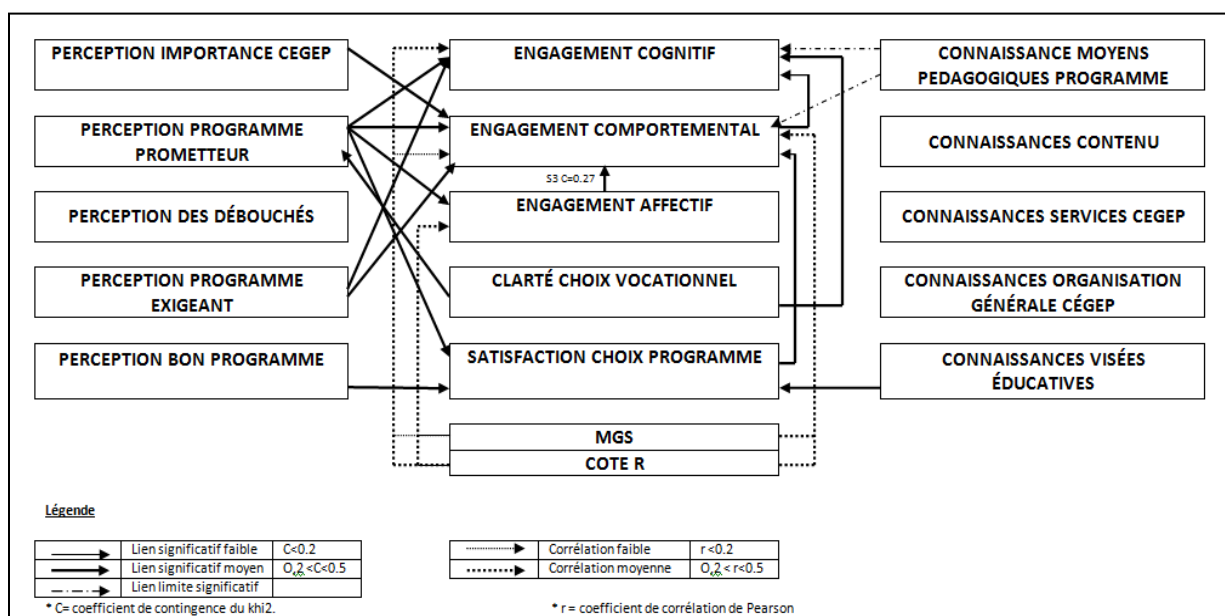 PERCEPTION IMPORTANCE CEGEP
ENGAGEMENT COGNITIF
CONNAISSANCE MOYENS
PEDAGOGIQUES PROGRAMME
PERCEPTION PROGRAMME
PROMETTEUR
ENGAGEMENT COMPORTEMENTAL
CONNAISSANCES CONTENU
S3 C=0.27
PERCEPTION DES DÉBOUCHÉS
ENGAGEMENT AFFECTIF
CONNAISSANCES SERVICES CEGEP
PERCEPTION PROGRAMME
EXIGEANT
CLARTÉ CHOIX VOCATIONNEL
CONNAISSANCES ORGANISATION
GÉNÉRALE CÉGEP
PERCEPTION BON PROGRAMME
SATISFACTION CHOIX PROGRAMME
CONNAISSANCES VISÉES
ÉDUCATIVES
MGS
COTE R
Légende
Lien significatif faible C<0.2
Lien significatif moyen O,2 <C<0.5
Lien limite significatif
* C= coefficient de contingence du khi2.
Corrélation faible r <0.2
Corrélation moyenne O,2 < r<0.5
* r = coefficient de corrélation de Pearson